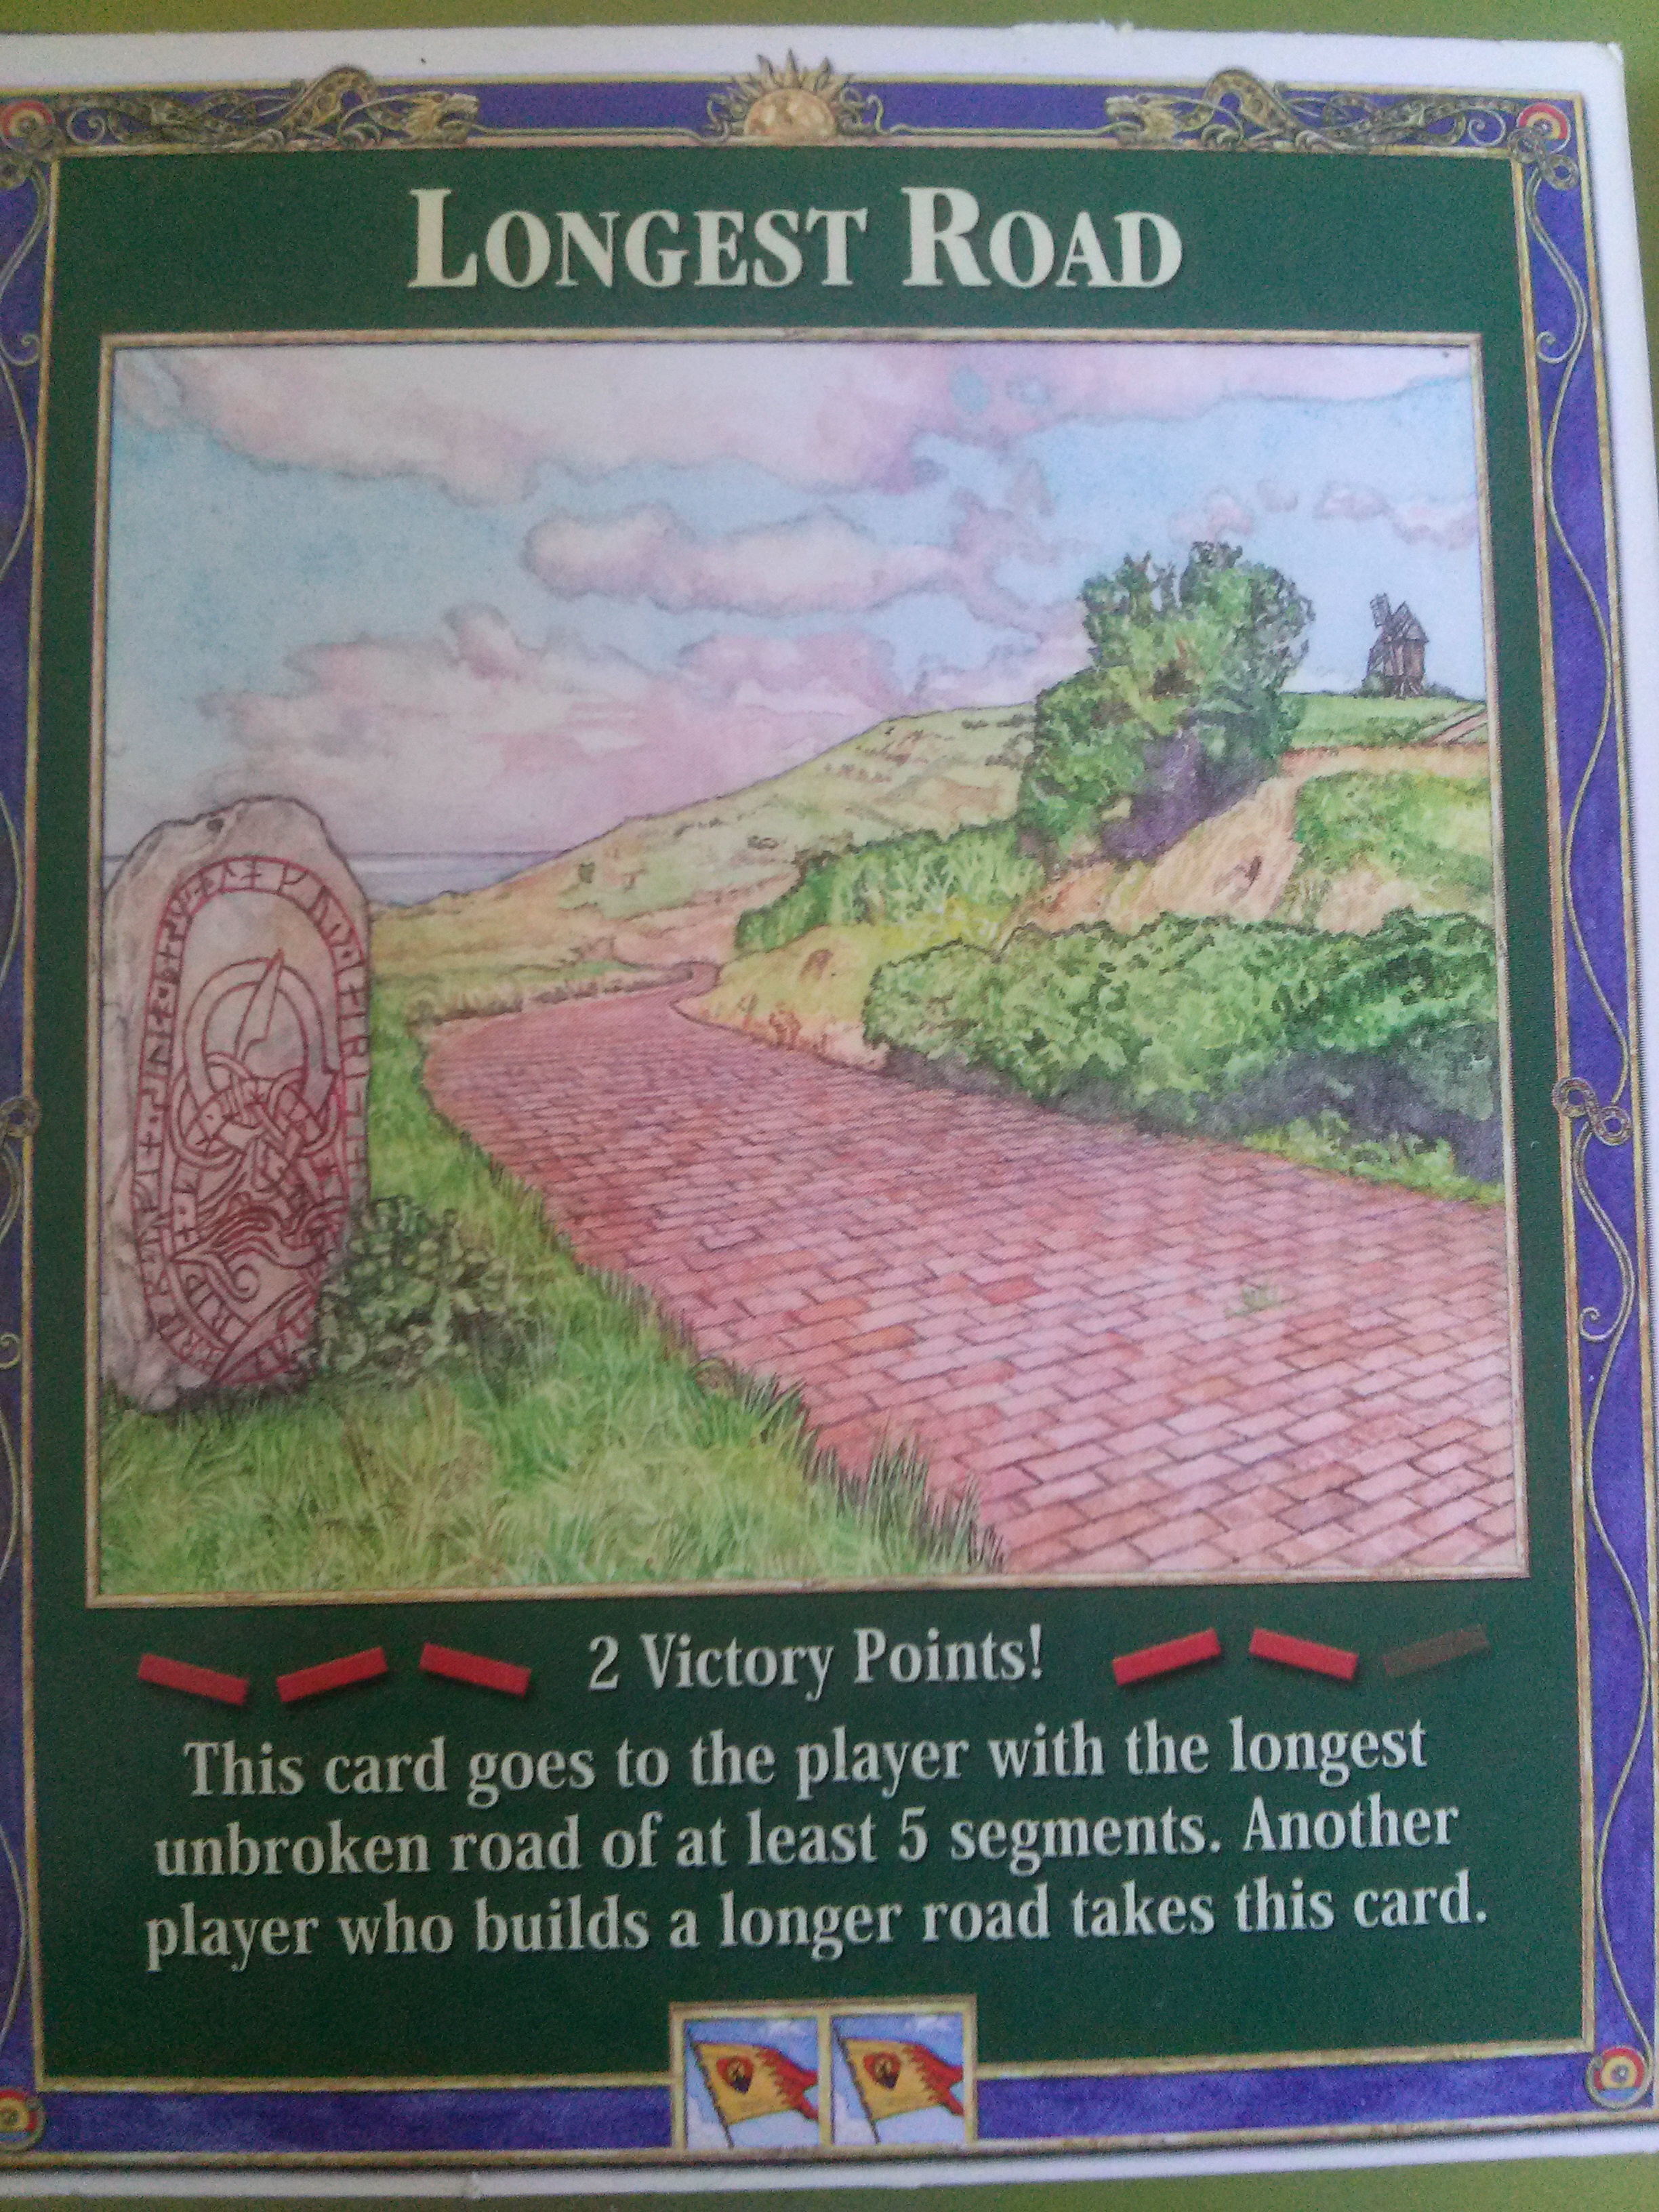 LONGEST ROAD
2 Victory Points!
This card goes to the player with the longest
unbroken road of at least 5 segments. Another
player who builds a longer road takes this card.